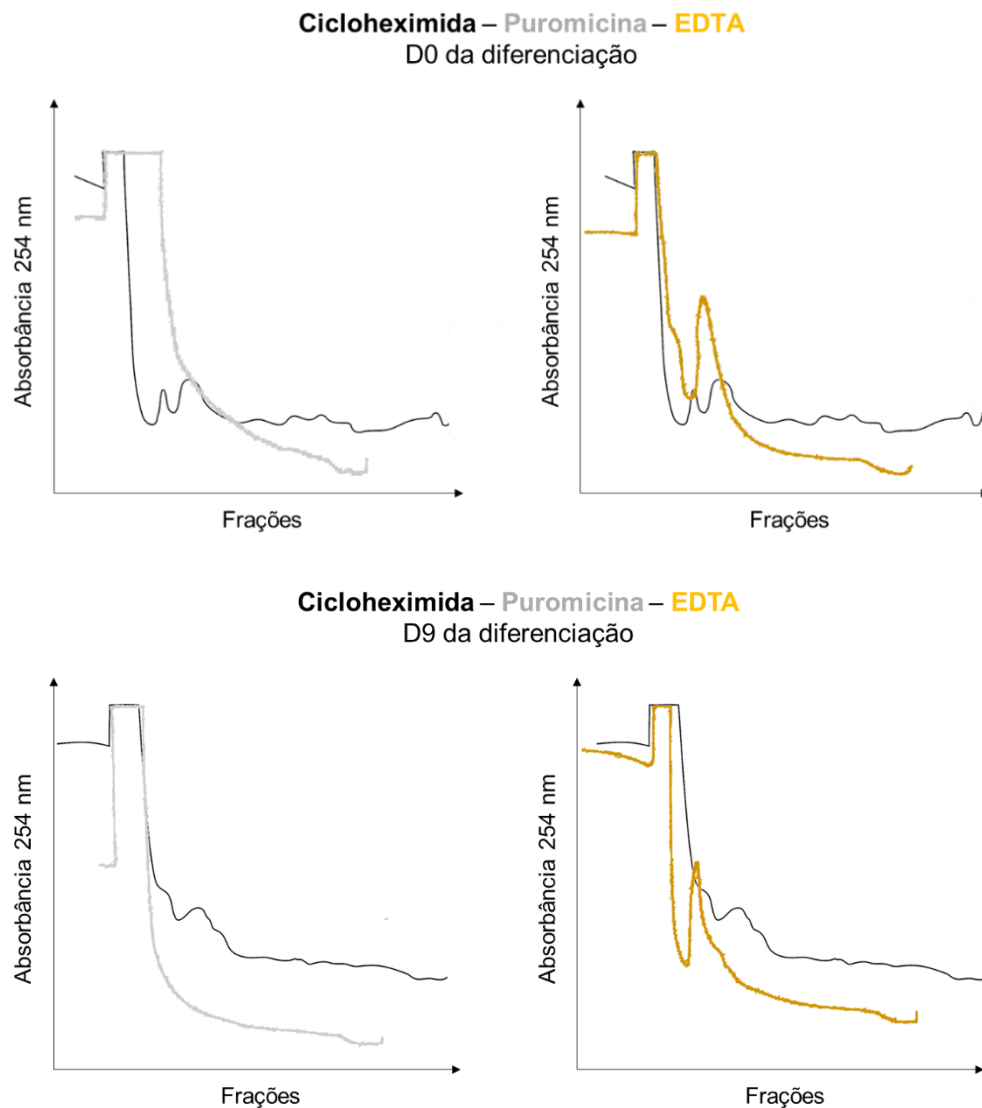 Cicloheximida – Puromicina – EDTA
D0 da diferenciação
Absorbância 254 nm
Frações
Absorbância 254 nm
Frações
Cicloheximida – Puromicina – EDTA
D9 da diferenciação
Absorbância 254 nm
Frações
Absorbância 254 nm
Frações